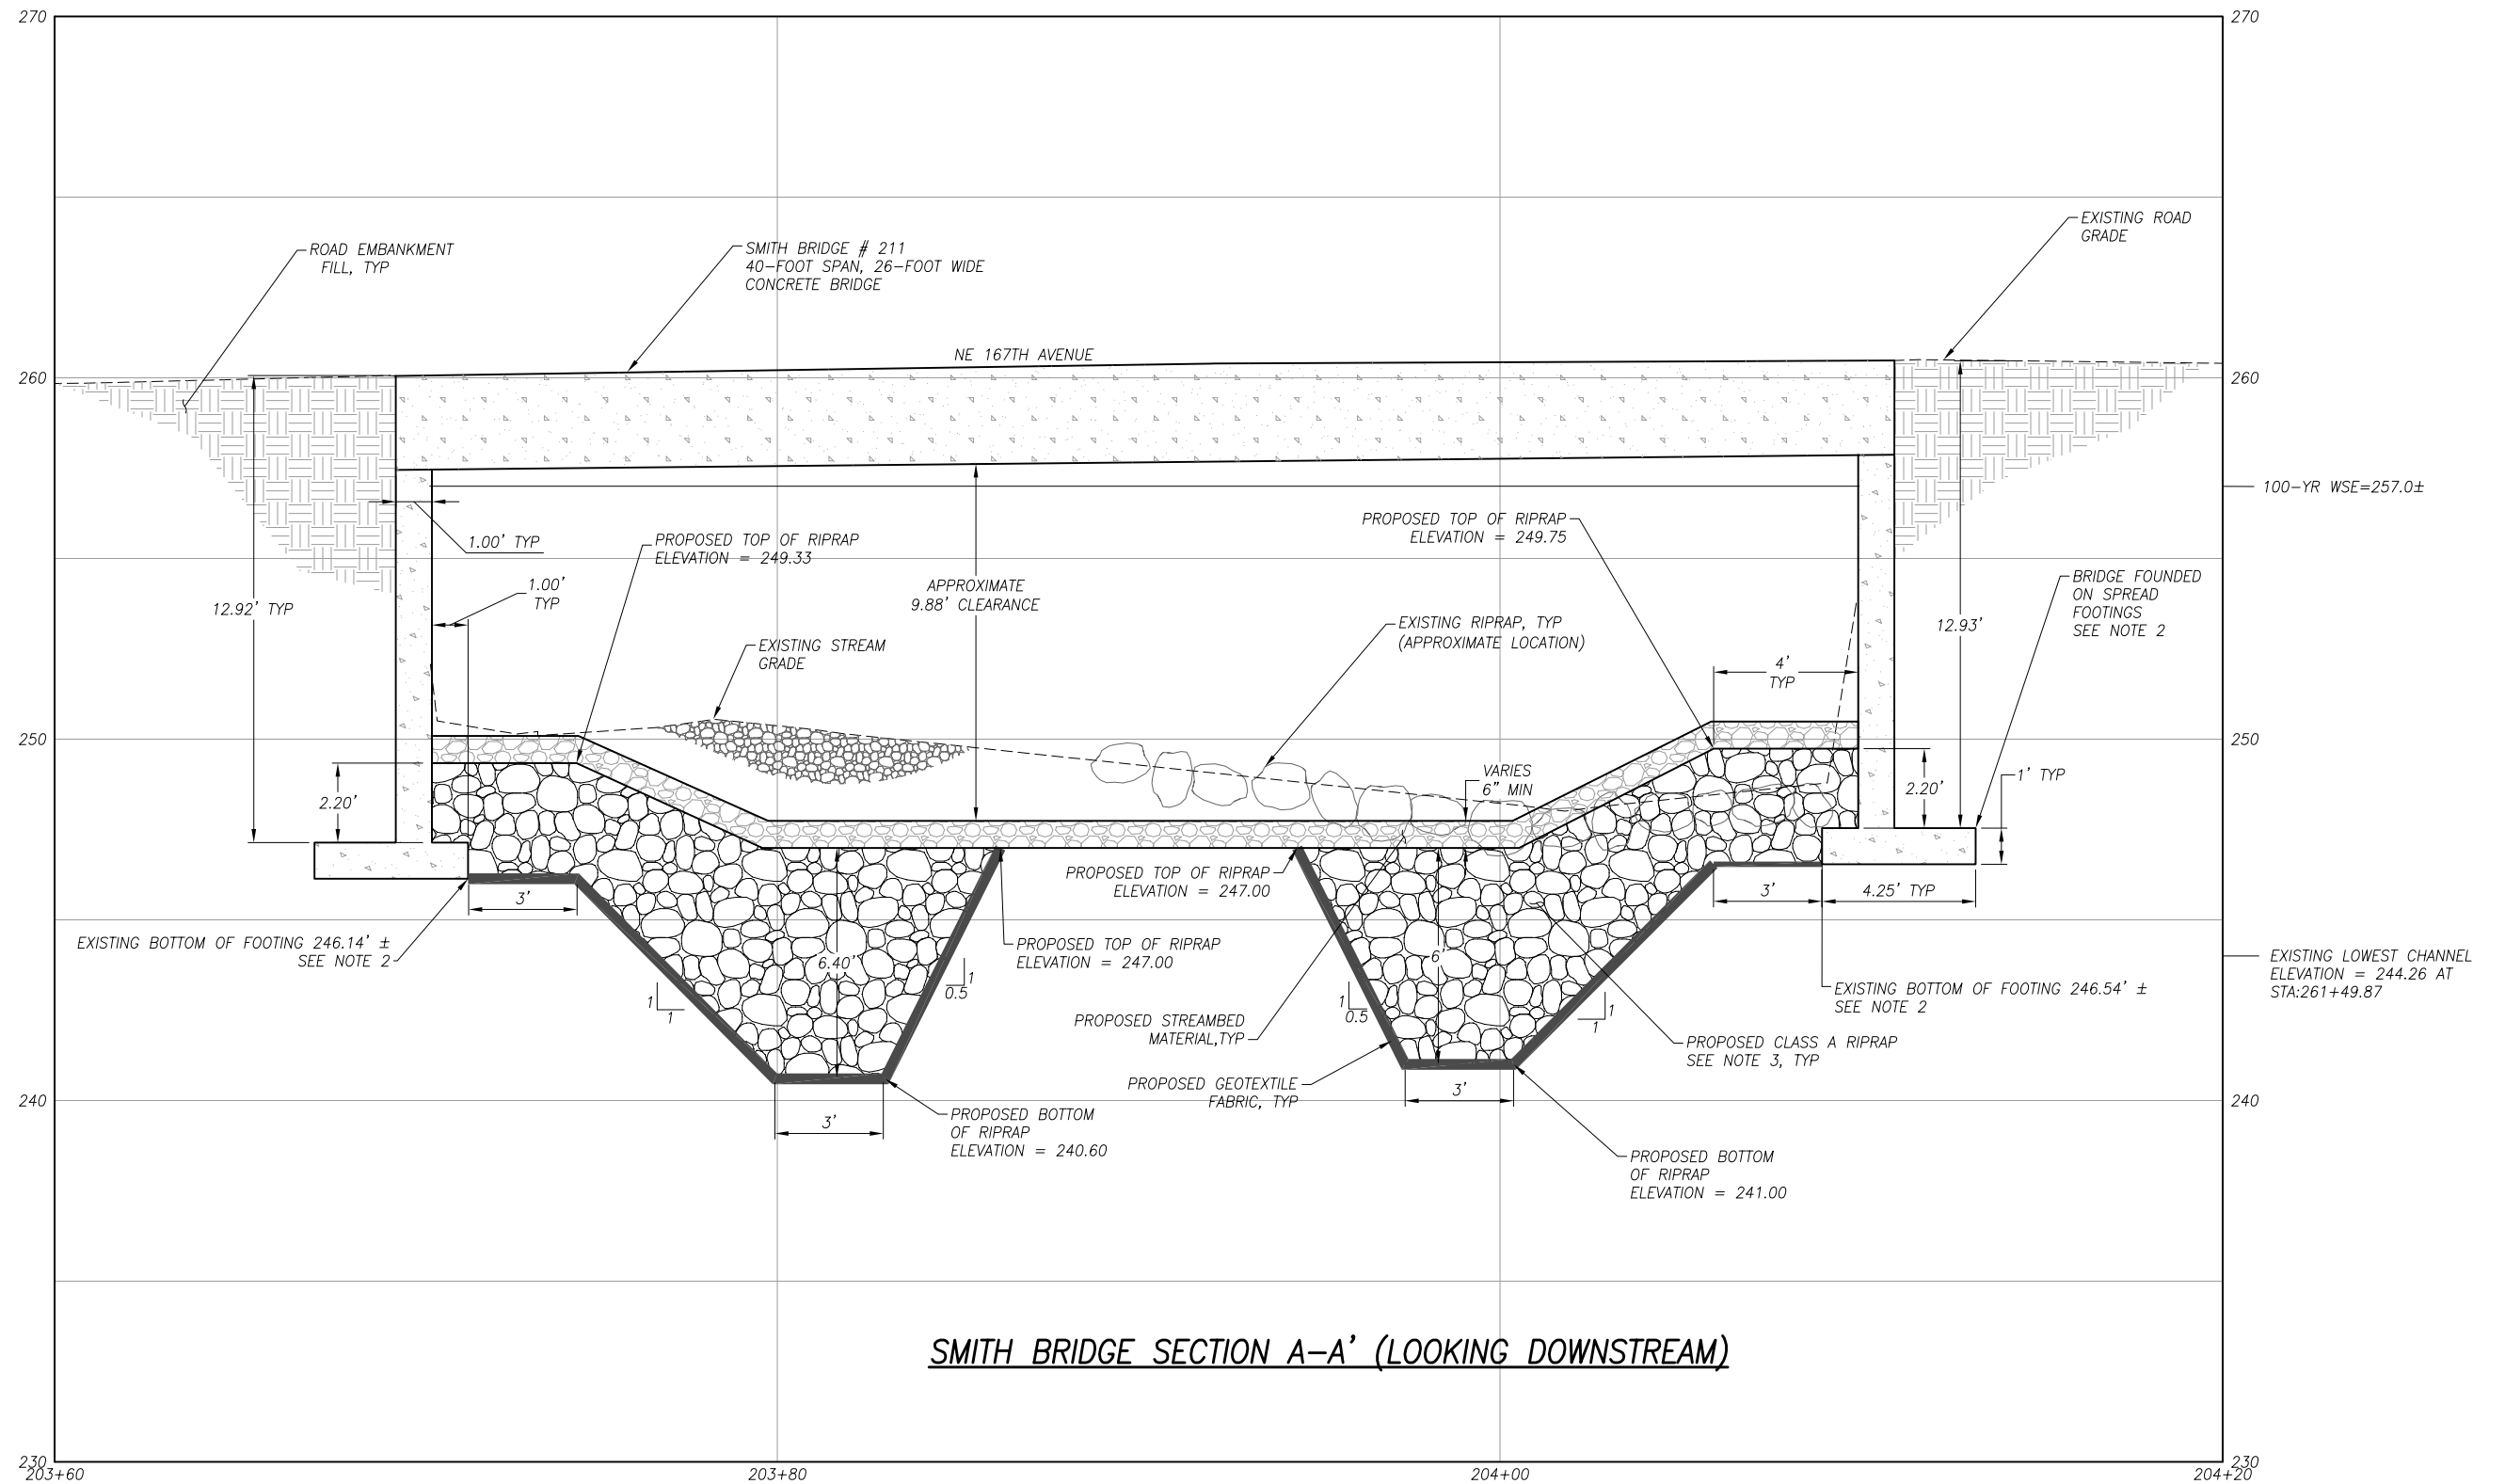 270
270
EXISTING ROAD
GRADE
ROAD EMBANKMENT
FILL, TYP
SMITH BRIDGE # 211
40-FOOT SPAN, 26-FOOT WIDE
CONCRETE BRIDGE
NE 167TH AVENUE
260
260
100-YR WSE=257.0±
PROPOSED TOP OF RIPRAP
ELEVATION = 249.75
1.00' TYP
PROPOSED TOP OF RIPRAP
ELEVATION = 249.33
1.00'
TYP
APPROXIMATE
9.88' CLEARANCE
BRIDGE FOUNDED
ON SPREAD
FOOTINGS
SEE NOTE 2
12.92' TYP
12.93'
EXISTING RIPRAP, TYP
(APPROXIMATE LOCATION)
EXISTING STREAM
GRADE
4'
TYP
250
250
VARIES
6" MIN
1' TYP
2.20'
2.20'
PROPOSED TOP OF RIPRAP
ELEVATION = 247.00
3'
3'
4.25' TYP
EXISTING BOTTOM OF FOOTING 246.14' ±
SEE NOTE 2
PROPOSED TOP OF RIPRAP
ELEVATION = 247.00
6.40'
6'
EXISTING LOWEST CHANNEL
ELEVATION = 244.26 AT
STA:261+49.87
1
1
1
0.5
1
0.5
1
1
EXISTING BOTTOM OF FOOTING 246.54' ±
SEE NOTE 2
PROPOSED STREAMBED
MATERIAL,TYP
PROPOSED CLASS A RIPRAP
SEE NOTE 3, TYP
PROPOSED GEOTEXTILE
FABRIC, TYP
240
240
3'
3'
PROPOSED BOTTOM
OF RIPRAP
ELEVATION = 240.60
PROPOSED BOTTOM
OF RIPRAP
ELEVATION = 241.00
SMITH BRIDGE SECTION A-A' (LOOKING DOWNSTREAM)
230
230
203+60
203+80
204+00
204+20